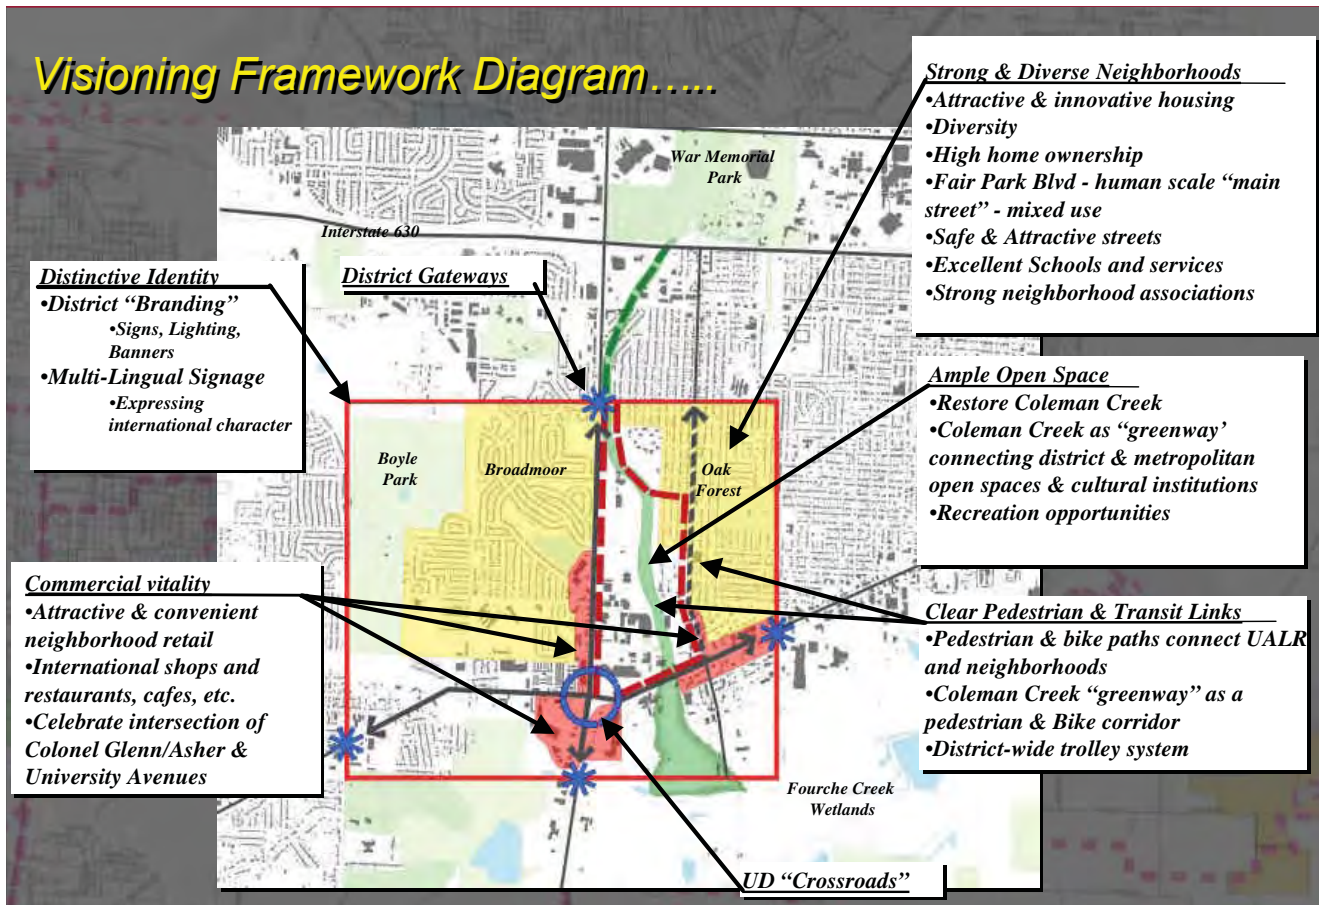 Visioning Framework Diagram…..
Strong & Diverse Neighborhoods
•Attractive & innovative housing
•Diversity
•High home ownership
•Fair Park Blvd - human scale “main
street” - mixed use
•Safe & Attractive streets
•Excellent Schools and services
•Strong neighborhood associations
War Memorial
Park
Interstate 630
Distinctive Identity
•District “Branding”
•Signs, Lighting,
Banners
•Multi-Lingual Signage
•Expressing
international character
District Gateways
Ample Open Space
•Restore Coleman Creek
•Coleman Creek as “greenway’
connecting district & metropolitan
open spaces & cultural institutions
•Recreation opportunities
Boyle
Park
Broadmoor
Oak
Forest
Commercial vitality
•Attractive & convenient
neighborhood retail
•International shops and
restaurants, cafes, etc.
•Celebrate intersection of
Colonel Glenn/Asher &
University Avenues
Clear Pedestrian & Transit Links
•Pedestrian & bike paths connect UALR
and neighborhoods
•Coleman Creek “greenway” as a
pedestrian & Bike corridor
•District-wide trolley system
Fourche Creek
Wetlands
UD “Crossroads”